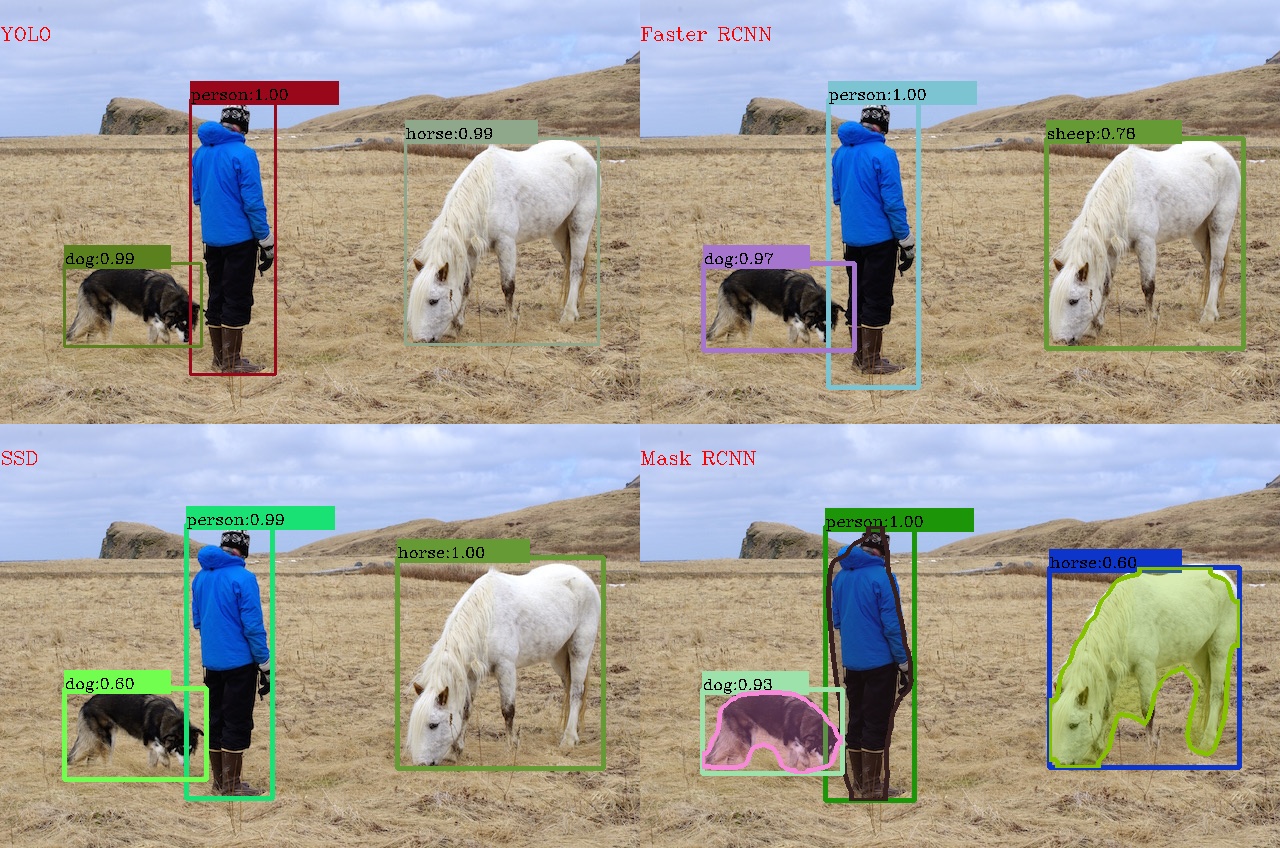 YOLO
person:1.00
horse:0.99
dog:0.99
Faster RCNN
person:1.00
sheep:0.78
dog:0.97
SSD
person:0.99
horse:1.00
dog:0.60
Mask RCNN
person:1.00
horse:0.60
dog:0.93